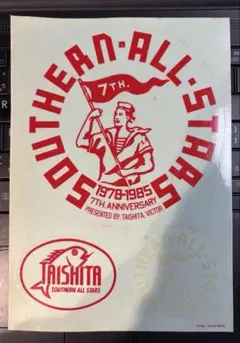 SOUTHERN·ALL·STARS
7TH.
1978-1985
7TH ANNIVERSARY
PRESENTED BY TAISHITA, VICTOR
TAISHITA
SOUTHERN ALL STARS